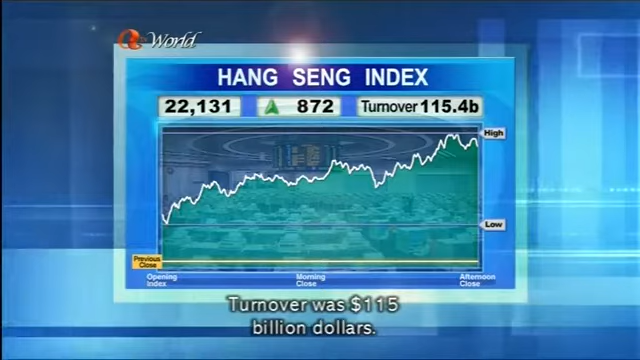 World
HANG SENG INDEX
22,131 872 Turnover 115.4b
High
Low
Previous
Close
Opening
Index
Morning
Close
Afternoon
Close
Turnover was $115
billion dollars.